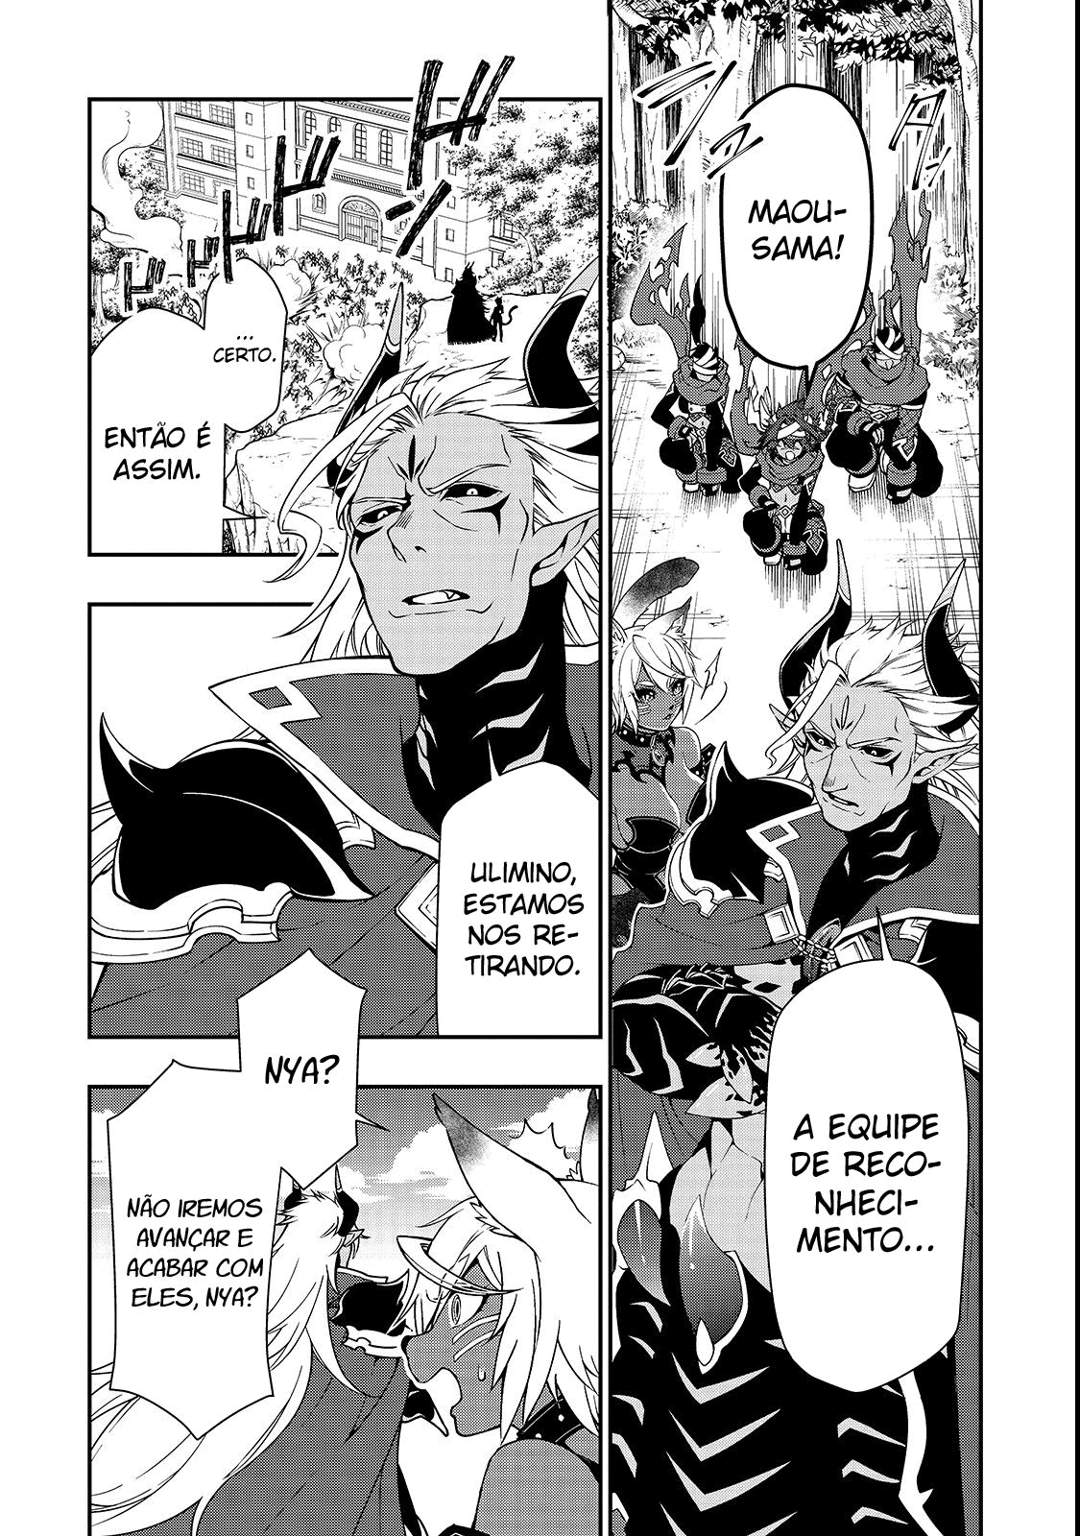 MAOU-
SAMA!
A EQUIPE
DE RECO-
NHECI-
MENTO...
...
CERTO.
ENTÃO É
ASSIM.
ULIMINO,
ESTAMOS
NOS RE-
TIRANDO.
NYA?
NÃO IREMOS
AVANÇAR E
ACABAR COM
ELES, NYA?